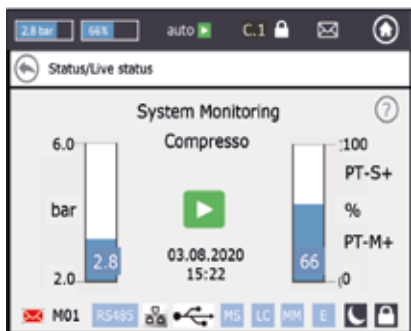 2.8 bar 66% auto C.1
Status/Live status
System Monitoring ?
6.0 Compresso 100
PT-S+
bar %
PT-M+
2.8 03.08.2020 66
2.0 15:22 0
M01 RS485 MS LC MM E